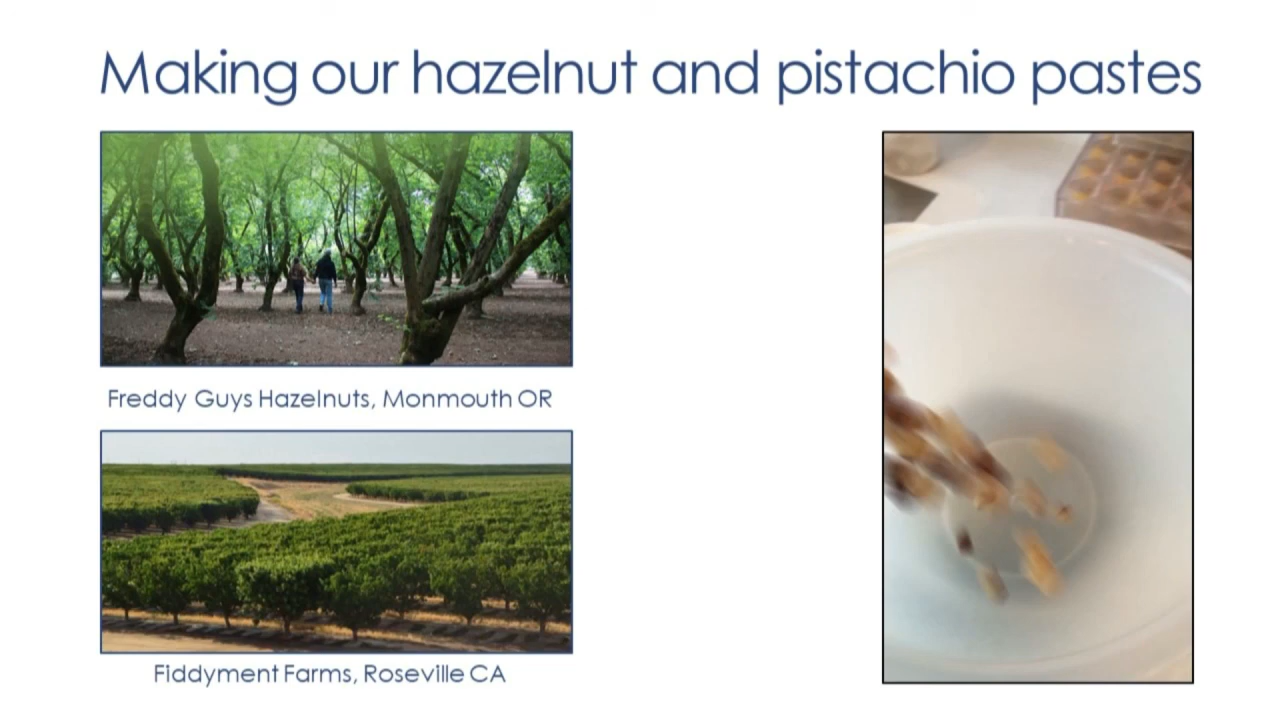 Making our hazelnut and pistachio pastes
Freddy Guys Hazelnuts, Monmouth OR
Fiddyment Farms, Roseville CA